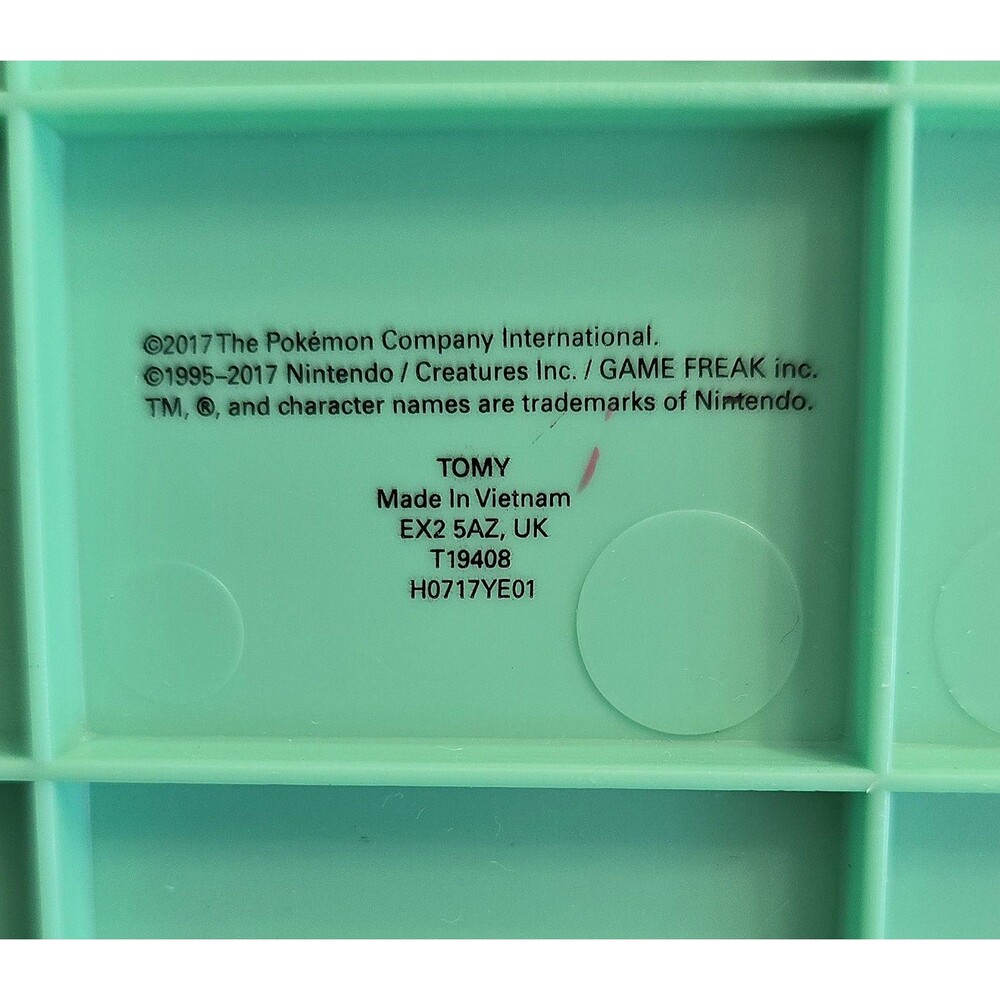 ©2017 The Pokémon Company International.
©1995–2017 Nintendo / Creatures Inc. / GAME FREAK inc.
TM, ®, and character names are trademarks of Nintendo.
TOMY
Made In Vietnam
EX2 5AZ, UK
T19408
H0717YE01